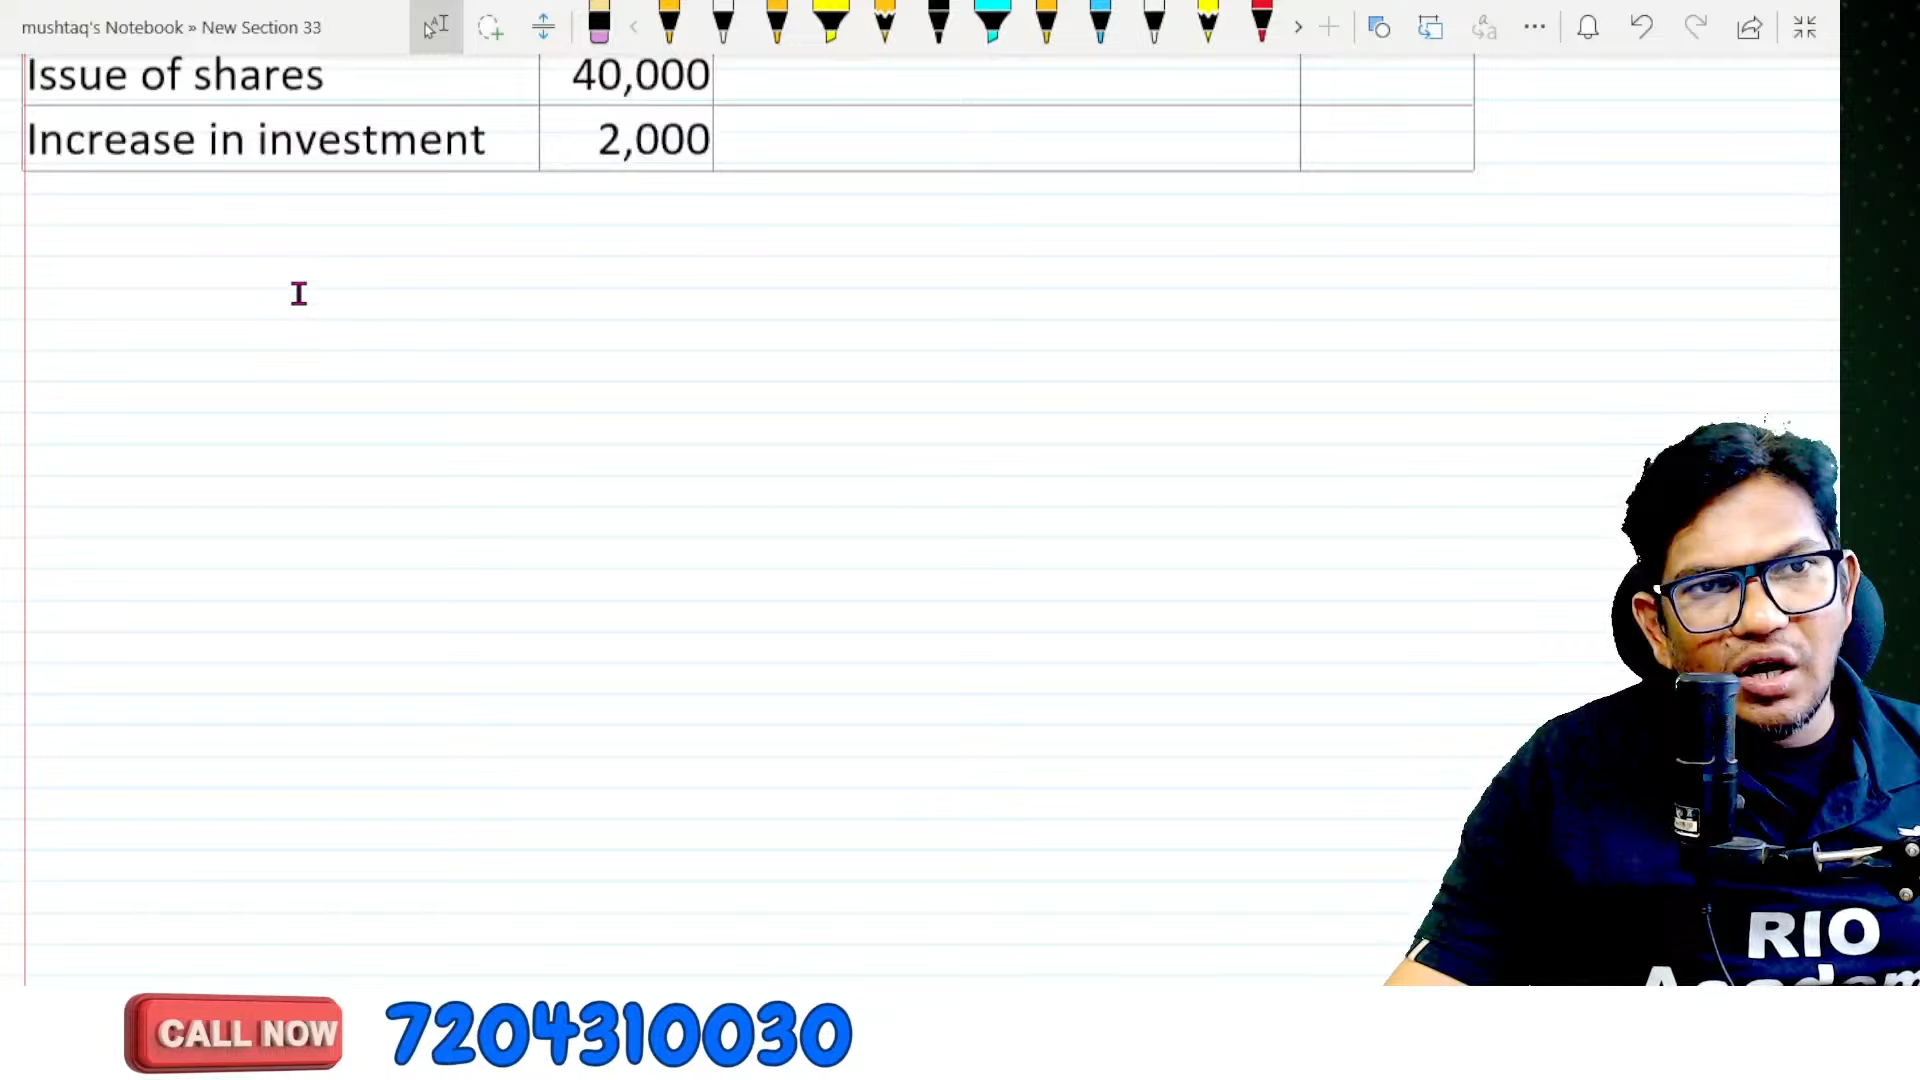 mushtaq's Notebook » New Section 33
Issue of shares 40,000
Increase in investment 2,000
RIO
CALL NOW 7204310030